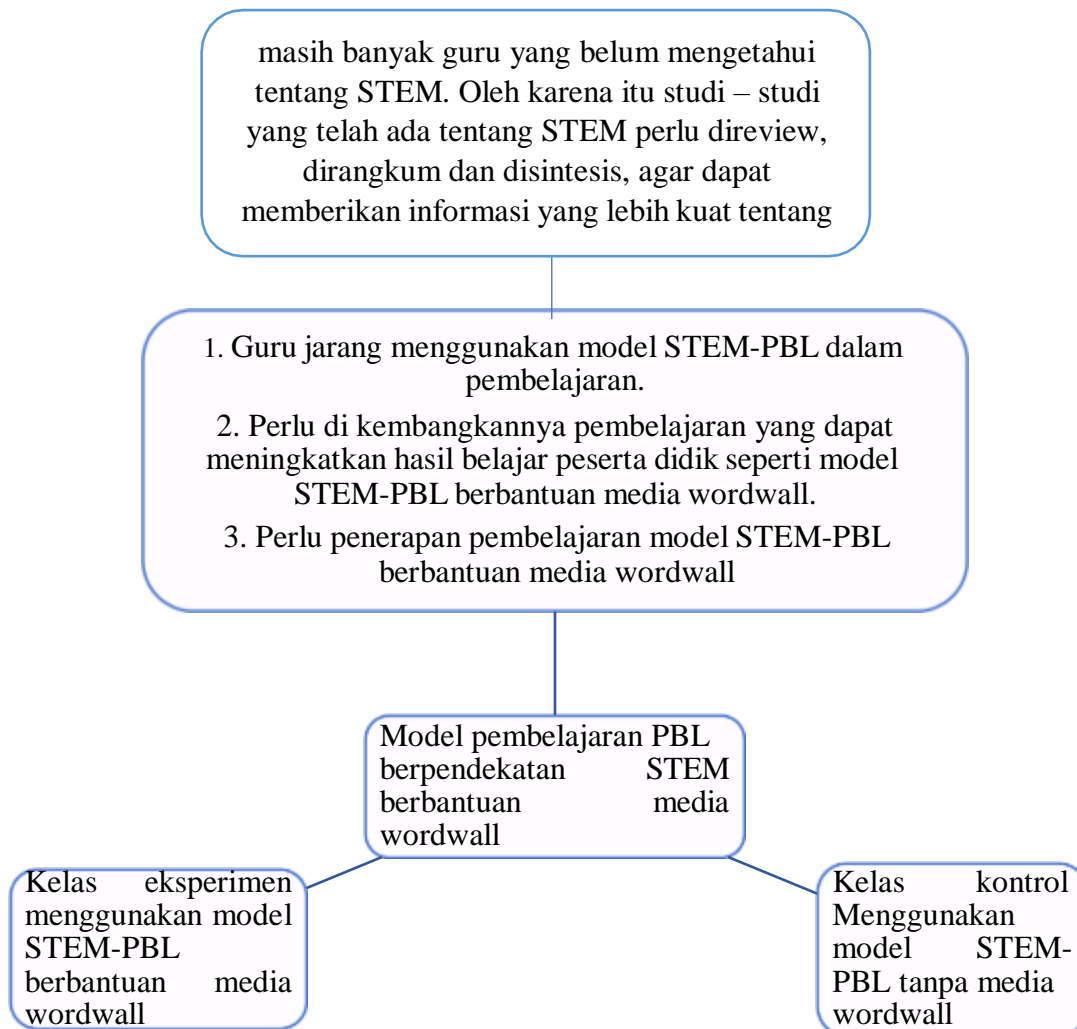 masih banyak guru yang belum mengetahui
tentang STEM. Oleh karena itu studi – studi
yang telah ada tentang STEM perlu direview,
dirangkum dan disintesis, agar dapat
memberikan informasi yang lebih kuat tentang
1. Guru jarang menggunakan model STEM-PBL dalam
pembelajaran.
2. Perlu di kembangkannya pembelajaran yang dapat
meningkatkan hasil belajar peserta didik seperti model
STEM-PBL berbantuan media wordwall.
3. Perlu penerapan pembelajaran model STEM-PBL
berbantuan media wordwall
Model pembelajaran PBL
berpendekatan STEM
berbantuan media
wordwall
Kelas eksperimen
menggunakan model
STEM-PBL
berbantuan media
wordwall
Kelas kontrol
Menggunakan
model STEM-
PBL tanpa media
wordwall